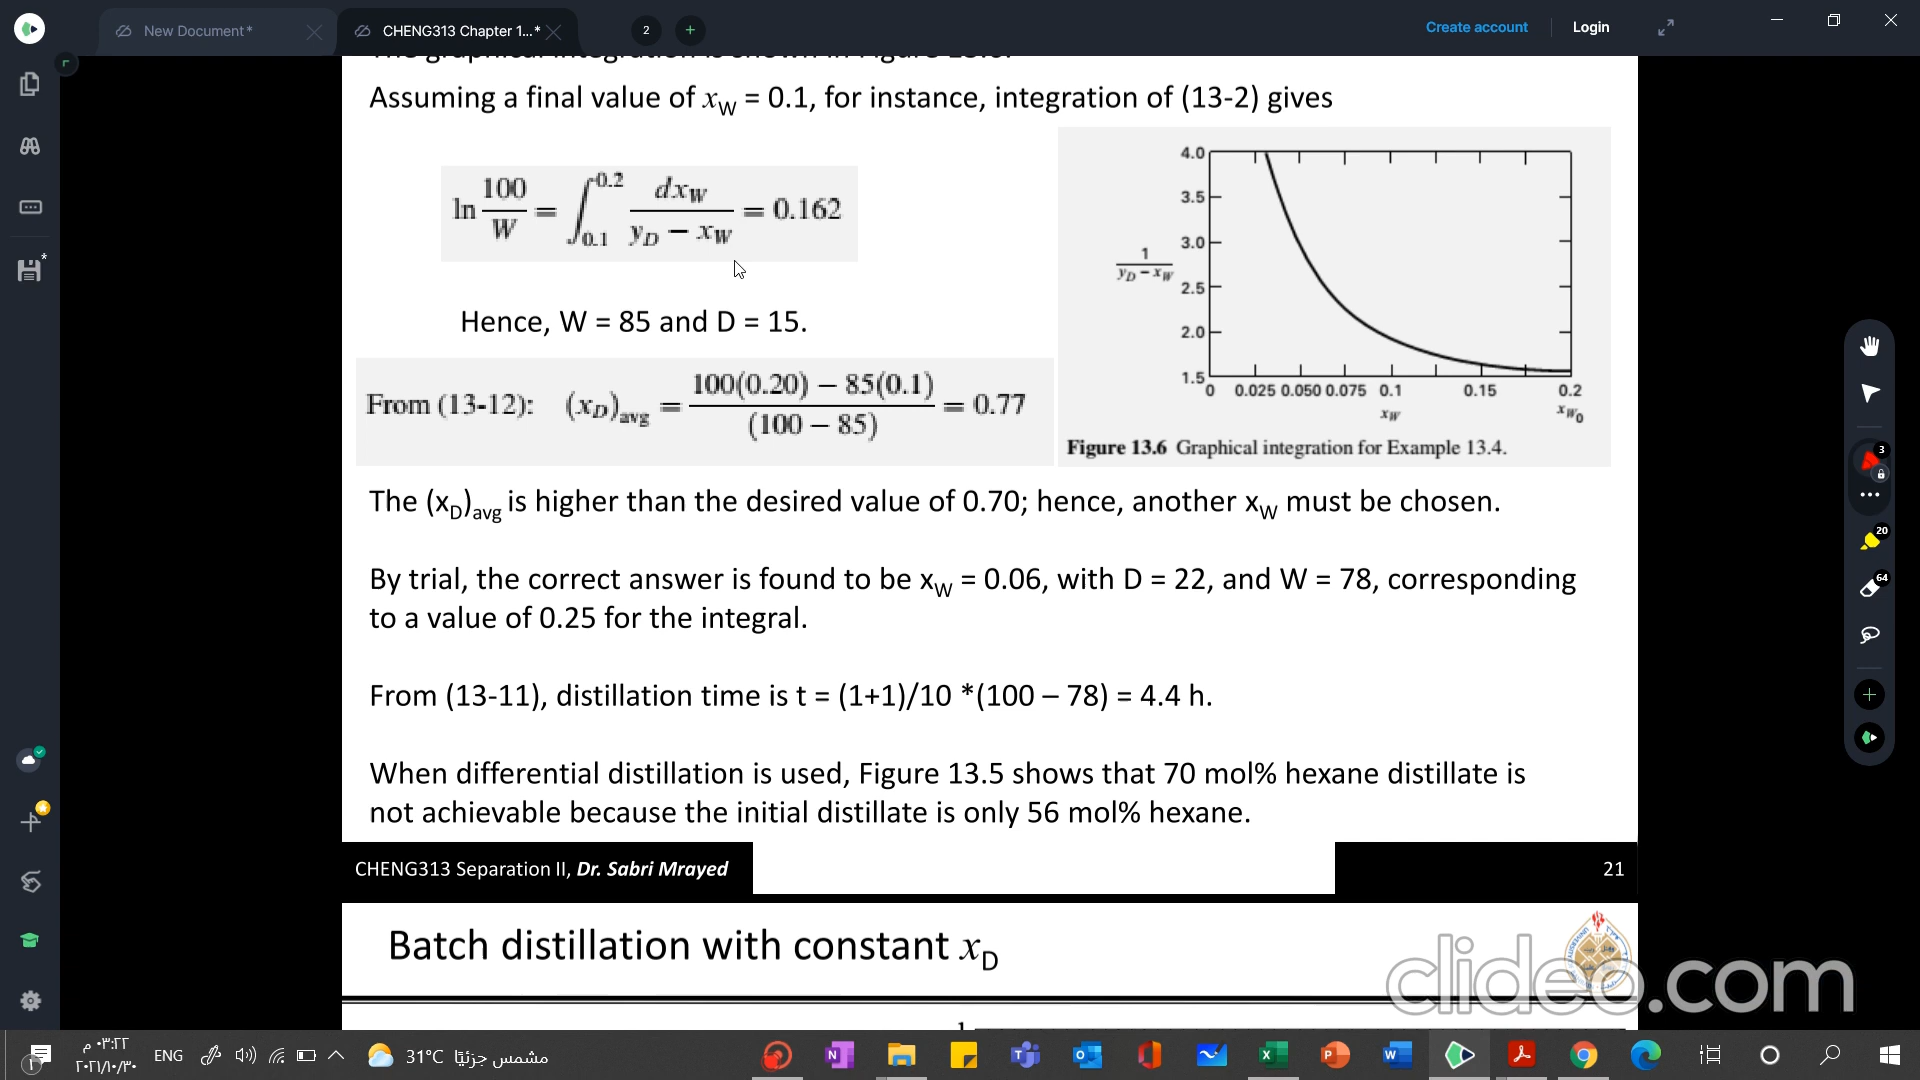 New Document*
CHENG313 Chapter 1...*
2
Create account
Login
Assuming a final value of xW = 0.1, for instance, integration of (13-2) gives
ln 100/W = ∫0.1^0.2 dxW/(yD − xW) = 0.162
Hence, W = 85 and D = 15.
From (13-12): (xD)avg = (100(0.20) − 85(0.1))/(100 − 85) = 0.77
4.0
3.5
3.0
2.5
2.0
1.5
1/(yD − xW)
0 0.025 0.050 0.075 0.1 0.15 0.2
xW xW0
Figure 13.6 Graphical integration for Example 13.4.
The (xD)avg is higher than the desired value of 0.70; hence, another xW must be chosen.
By trial, the correct answer is found to be xW = 0.06, with D = 22, and W = 78, corresponding
to a value of 0.25 for the integral.
From (13-11), distillation time is t = (1+1)/10 *(100 – 78) = 4.4 h.
When differential distillation is used, Figure 13.5 shows that 70 mol% hexane distillate is
not achievable because the initial distillate is only 56 mol% hexane.
CHENG313 Separation II, Dr. Sabri Mrayed
21
Batch distillation with constant xD
3
20
64
clideo.com
٠٣:٢٢ م
٢٠٢١/١٠/٣٠
ENG
31°C مشمس جزئيًا